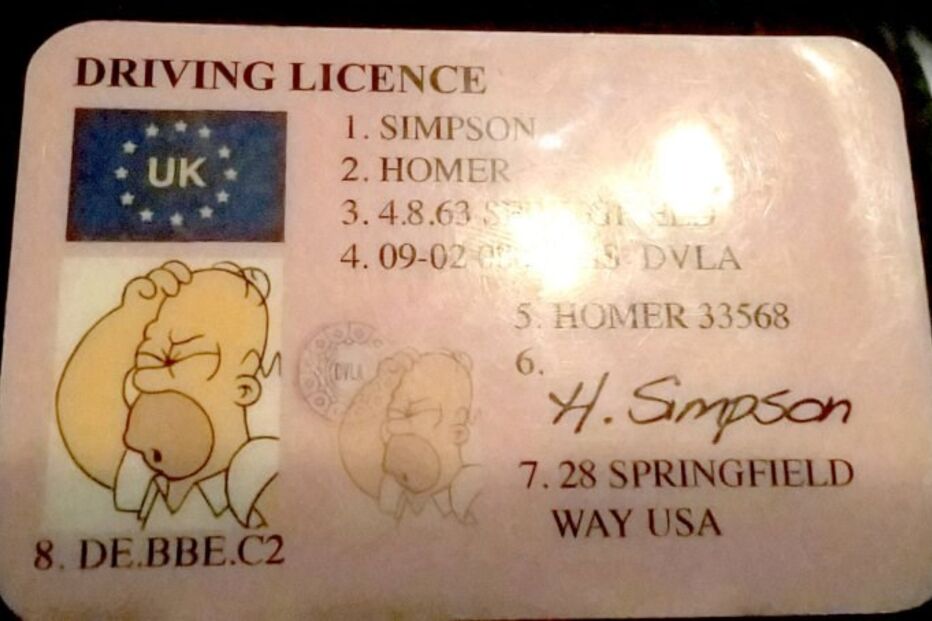 DRIVING LICENCE
UK
1. SIMPSON
2. HOMER
3. 4.8.63
4. 09-02 DVLA
5. HOMER 33568
6.
H. Simpson
DVLA
7. 28 SPRINGFIELD
WAY USA
8. DE.BBE.C2